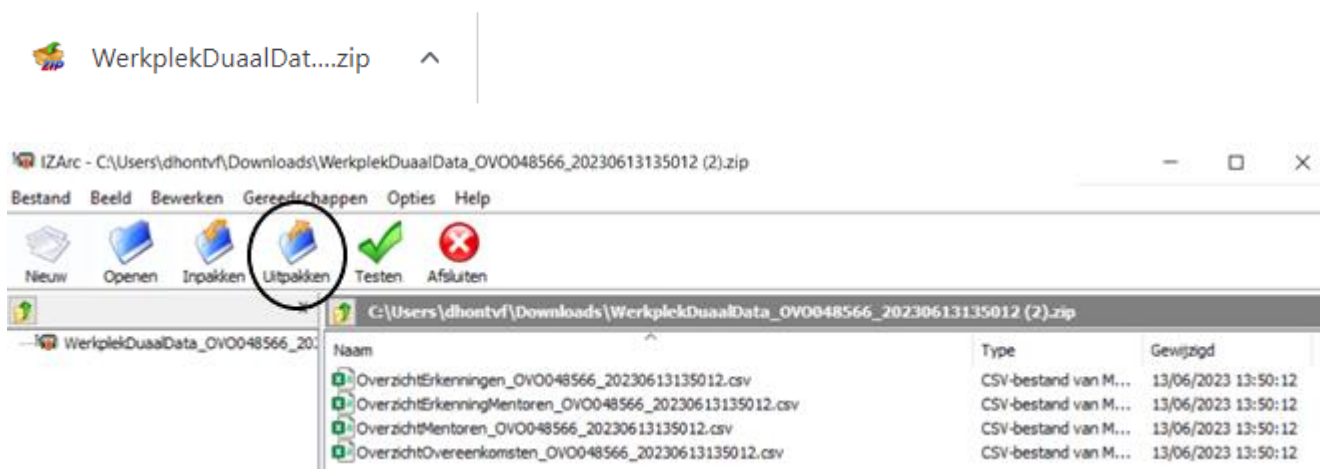 ZIP WerkplekDuaalDat....zip
IZArc - C:\Users\dhontvf\Downloads\WerkplekDuaalData_OVO048566_20230613135012 (2).zip
Bestand Beeld Bewerken Gereedschappen Opties Help
Nieuw Openen Inpakken Uitpakken Testen Afsluiten
C:\Users\dhontvf\Downloads\WerkplekDuaalData_OVO048566_20230613135012 (2).zip
WerkplekDuaalData_OVO048566_20
Naam Type Gewijzigd
OverzichtErkenningen_OVO048566_20230613135012.csv CSV-bestand van M... 13/06/2023 13:50:12
OverzichtErkenningMentoren_OVO048566_20230613135012.csv CSV-bestand van M... 13/06/2023 13:50:12
OverzichtMentoren_OVO048566_20230613135012.csv CSV-bestand van M... 13/06/2023 13:50:12
OverzichtOvereenkomsten_OVO048566_20230613135012.csv CSV-bestand van M... 13/06/2023 13:50:12